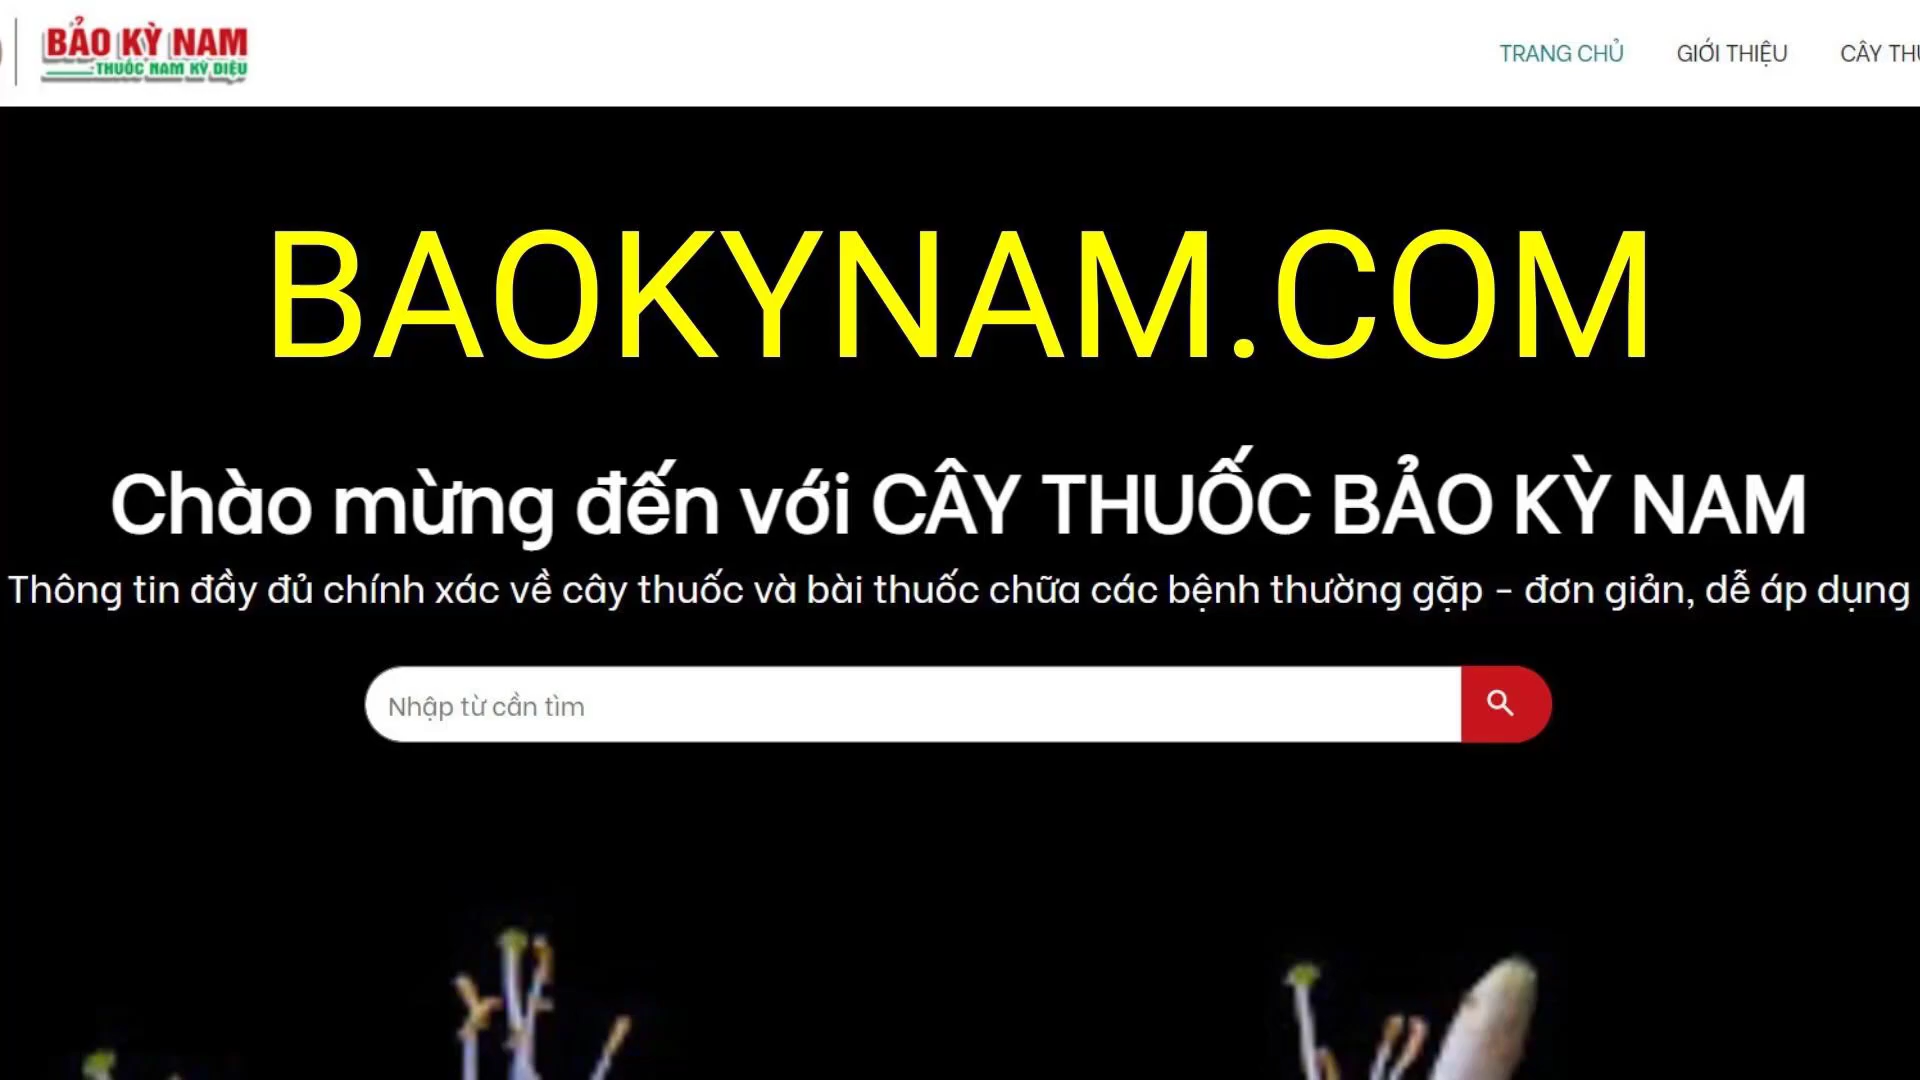 BẢO KỲ NAM
THUỐC NAM KỲ DIỆU
TRANG CHỦ GIỚI THIỆU CÂY
BAOKYNAM.COM
Chào mừng đến với CÂY THUỐC BẢO KỲ NAM
Thông tin đầy đủ chính xác về cây thuốc và bài thuốc chữa các bệnh thường gặp - đơn giản, dễ áp dụng
Nhập từ cần tìm